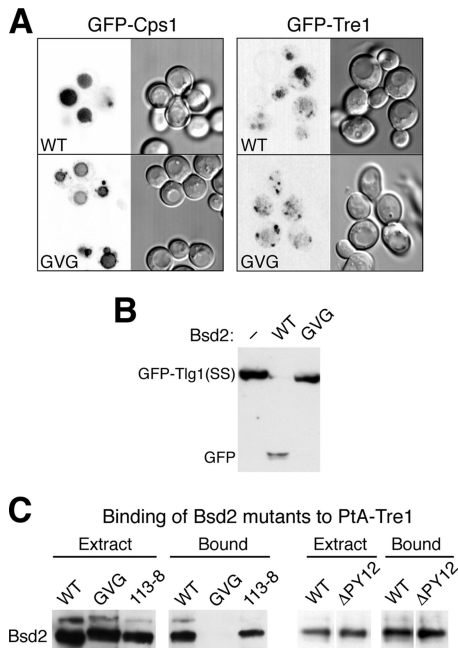 A
GFP-Cps1 GFP-Tre1
WT WT
GVG GVG
B
Bsd2: – WT GVG
GFP-Tlg1(SS)
GFP
C
Binding of Bsd2 mutants to PtA-Tre1
Extract Bound Extract Bound
WT GVG 113-8 WT GVG 113-8 WT ΔPY12 WT ΔPY12
Bsd2